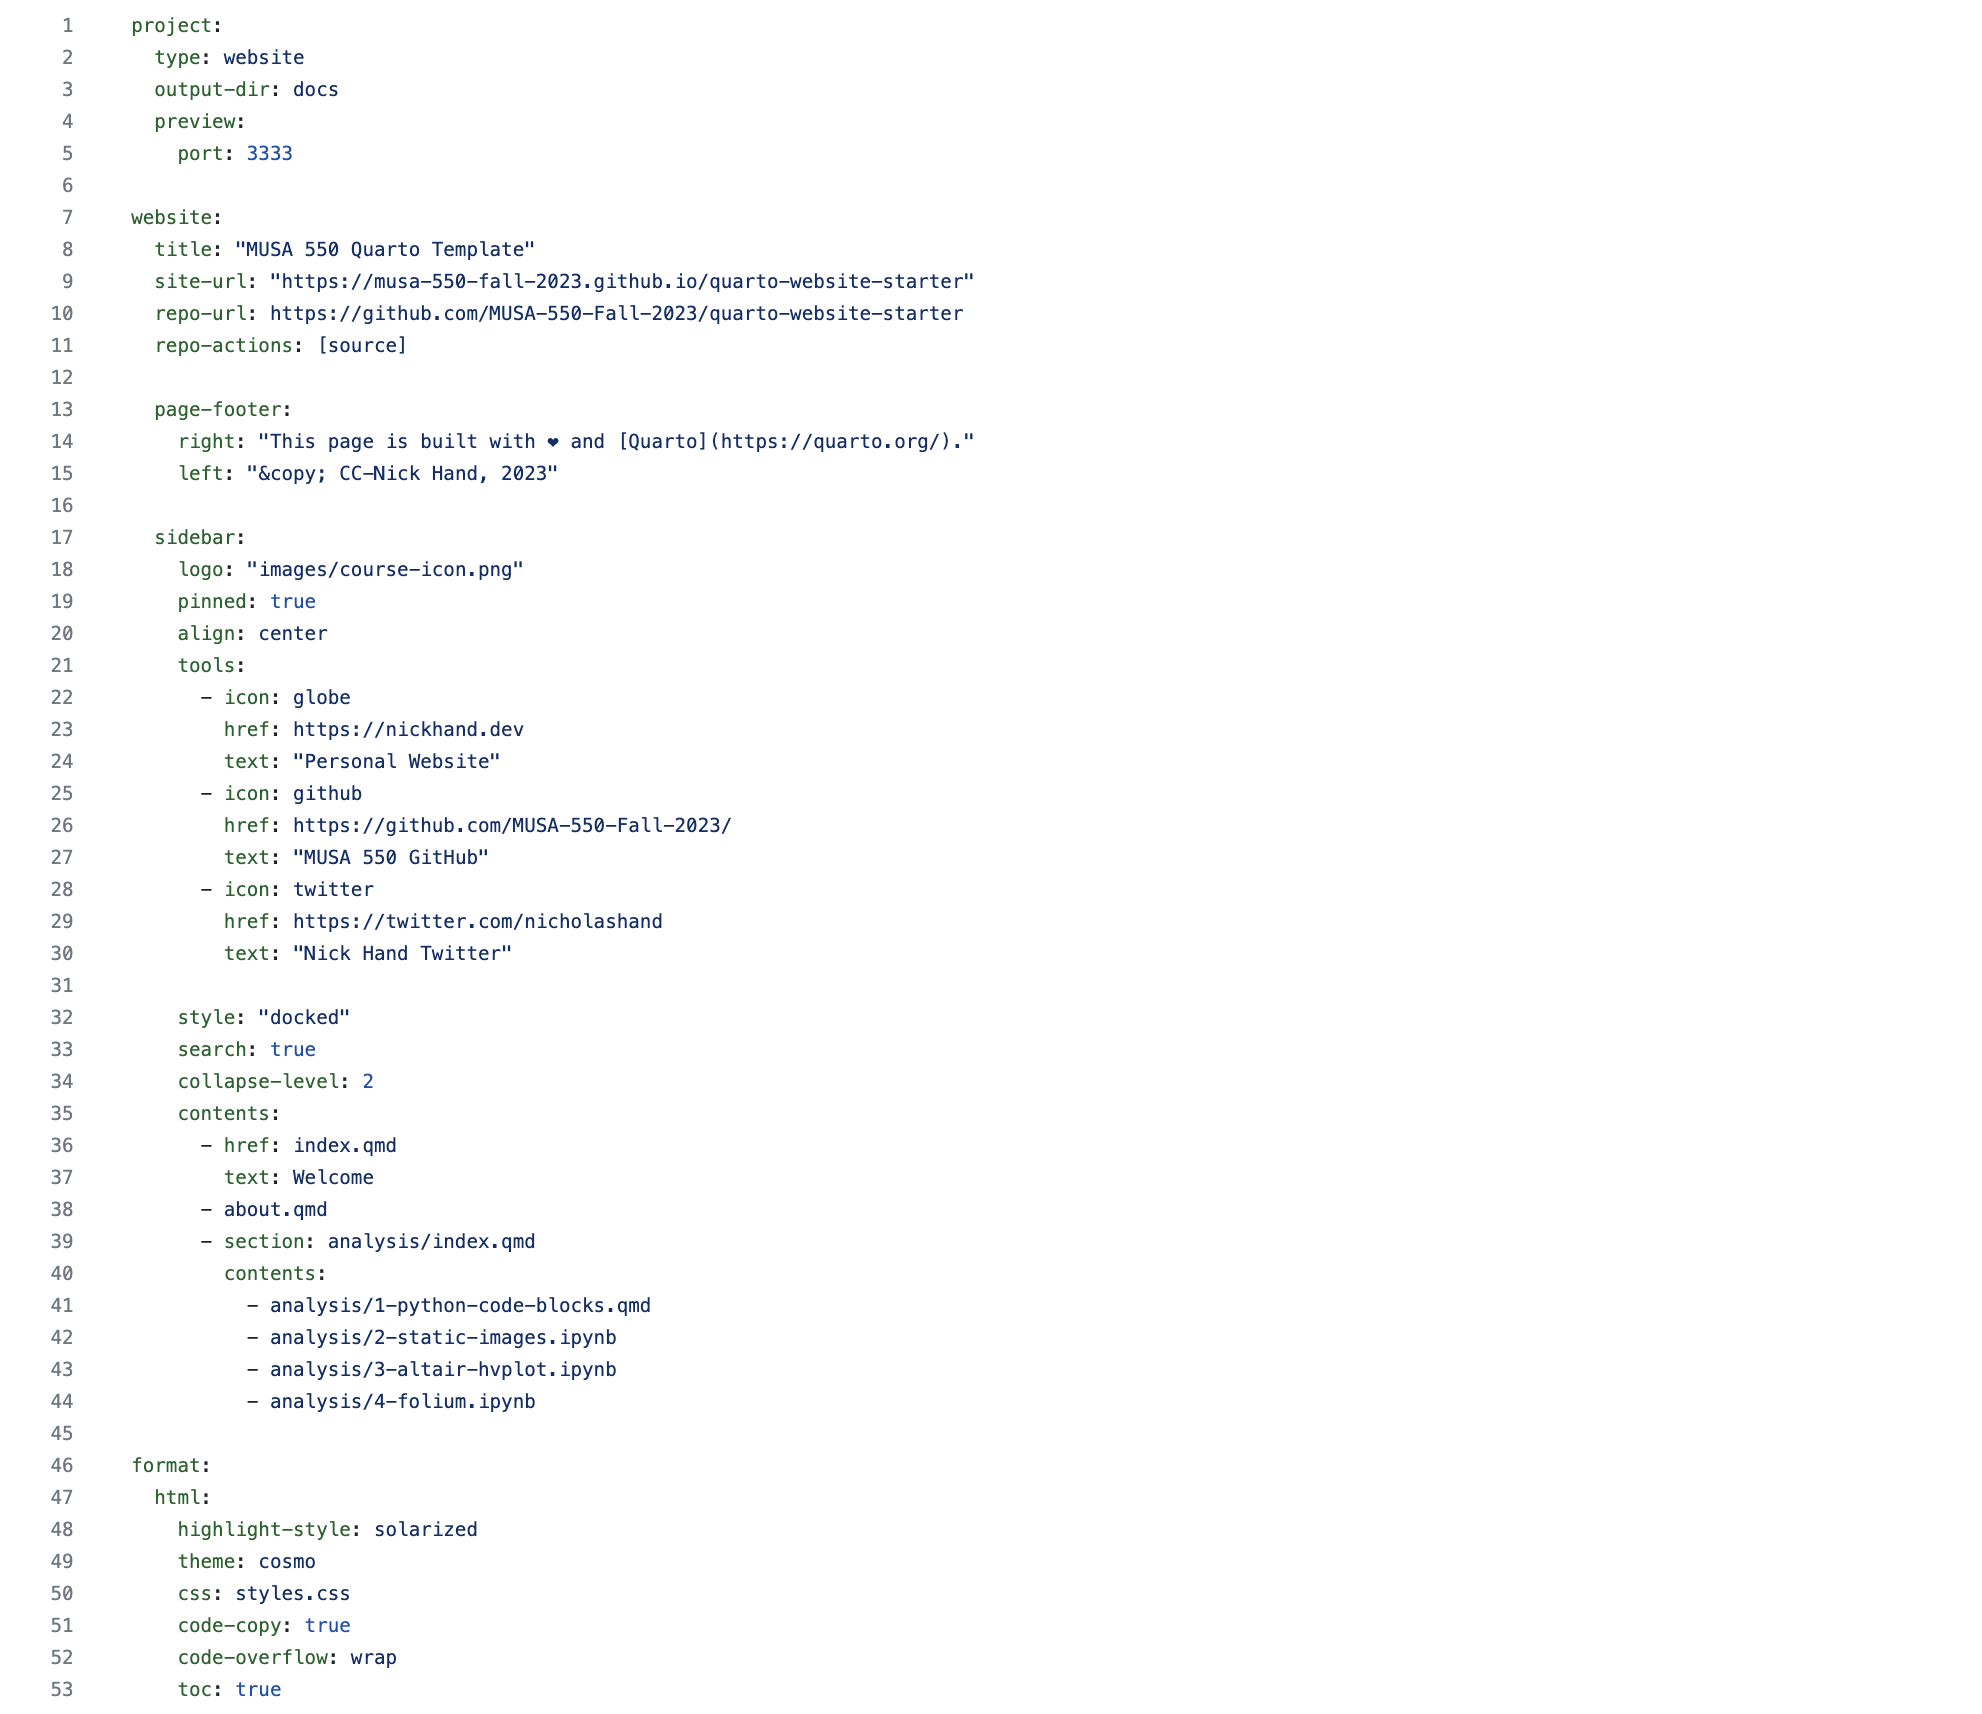 1 project:
2   type: website
3   output-dir: docs
4   preview:
5     port: 3333
6
7 website:
8   title: "MUSA 550 Quarto Template"
9   site-url: "https://musa-550-fall-2023.github.io/quarto-website-starter"
10   repo-url: https://github.com/MUSA-550-Fall-2023/quarto-website-starter
11   repo-actions: [source]
12
13   page-footer:
14     right: "This page is built with ❤ and [Quarto](https://quarto.org/)."
15     left: "&copy; CC-Nick Hand, 2023"
16
17   sidebar:
18     logo: "images/course-icon.png"
19     pinned: true
20     align: center
21     tools:
22       - icon: globe
23         href: https://nickhand.dev
24         text: "Personal Website"
25       - icon: github
26         href: https://github.com/MUSA-550-Fall-2023/
27         text: "MUSA 550 GitHub"
28       - icon: twitter
29         href: https://twitter.com/nicholashand
30         text: "Nick Hand Twitter"
31
32     style: "docked"
33     search: true
34     collapse-level: 2
35     contents:
36       - href: index.qmd
37         text: Welcome
38       - about.qmd
39       - section: analysis/index.qmd
40         contents:
41           - analysis/1-python-code-blocks.qmd
42           - analysis/2-static-images.ipynb
43           - analysis/3-altair-hvplot.ipynb
44           - analysis/4-folium.ipynb
45
46 format:
47   html:
48     highlight-style: solarized
49     theme: cosmo
50     css: styles.css
51     code-copy: true
52     code-overflow: wrap
53     toc: true